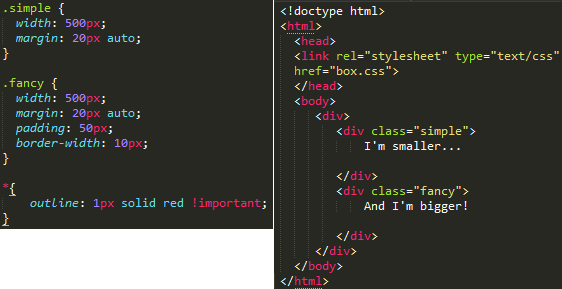 .simple {
width: 500px;
margin: 20px auto;
}
.fancy {
width: 500px;
margin: 20px auto;
padding: 50px;
border-width: 10px;
}
*{
outline: 1px solid red !important;
}
<!doctype html>
<html>
<head>
<link rel="stylesheet" type="text/css"
href="box.css">
</head>
<body>
<div>
<div class="simple">
I'm smaller...
</div>
<div class="fancy">
And I'm bigger!
</div>
</div>
</body>
</html>